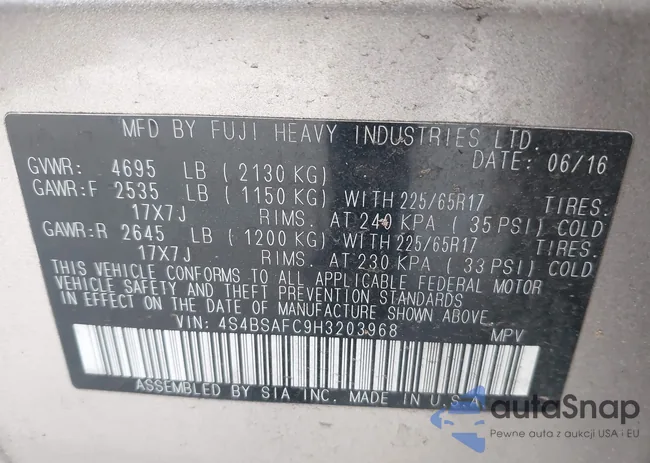 MFD BY FUJI HEAVY INDUSTRIES LTD.
DATE: 06/16
GVWR: 4695 LB (2130 KG)
GAWR:F 2535 LB (1150 KG) WITH 225/65R17 TIRES.
17X7J RIMS. AT 240 KPA (35 PSI) COLD
GAWR:R 2645 LB (1200 KG) WITH 225/65R17 TIRES.
17X7J RIMS. AT 230 KPA (33 PSI) COLD
THIS VEHICLE CONFORMS TO ALL APPLICABLE FEDERAL MOTOR
VEHICLE SAFETY AND THEFT PREVENTION STANDARDS
IN EFFECT ON THE DATE OF MANUFACTURE SHOWN ABOVE.
VIN: 4S4BSAFC9H3203968 MPV
ASSEMBLED BY SIA INC. MADE IN U.S.A.
autaSnap
Pewne auta z aukcji USA i EU